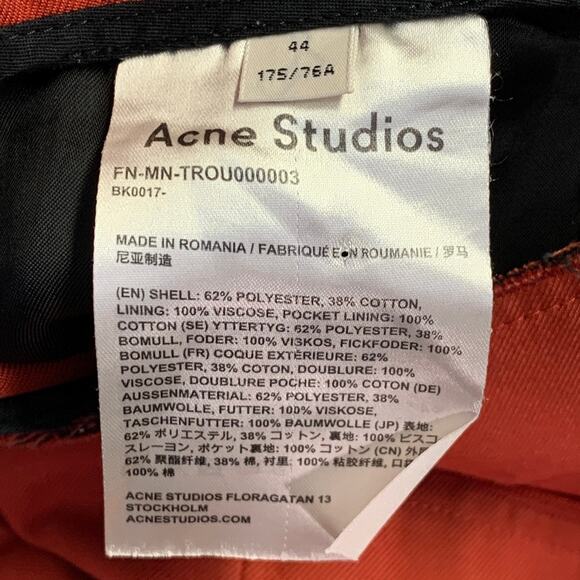 44
175/76A
Acne Studios
FN-MN-TROU000003
BK0017-
MADE IN ROMANIA / FABRIQUÉ EN ROUMANIE / 罗马
尼亚制造
(EN) SHELL: 62% POLYESTER, 38% COTTON,
LINING: 100% VISCOSE, POCKET LINING: 100%
COTTON (SE) YTTERTYG: 62% POLYESTER, 38%
BOMULL, FODER: 100% VISKOS, FICKFODER: 100%
BOMULL (FR) COQUE EXTÉRIEURE: 62%
POLYESTER, 38% COTON, DOUBLURE: 100%
VISCOSE, DOUBLURE POCHE: 100% COTON (DE)
AUSSENMATERIAL: 62% POLYESTER, 38%
BAUMWOLLE, FUTTER: 100% VISKOSE,
TASCHENFUTTER: 100% BAUMWOLLE (JP) 表地:
62% ポリエステル, 38% コットン, 裏地: 100% ビスコ
スレーヨン, ポケット裏地: 100% コットン (CN) 外
62% 聚酯纤维, 38% 棉, 衬里: 100% 粘胶纤维, 口
100% 棉
ACNE STUDIOS FLORAGATAN 13
STOCKHOLM
ACNESTUDIOS.COM